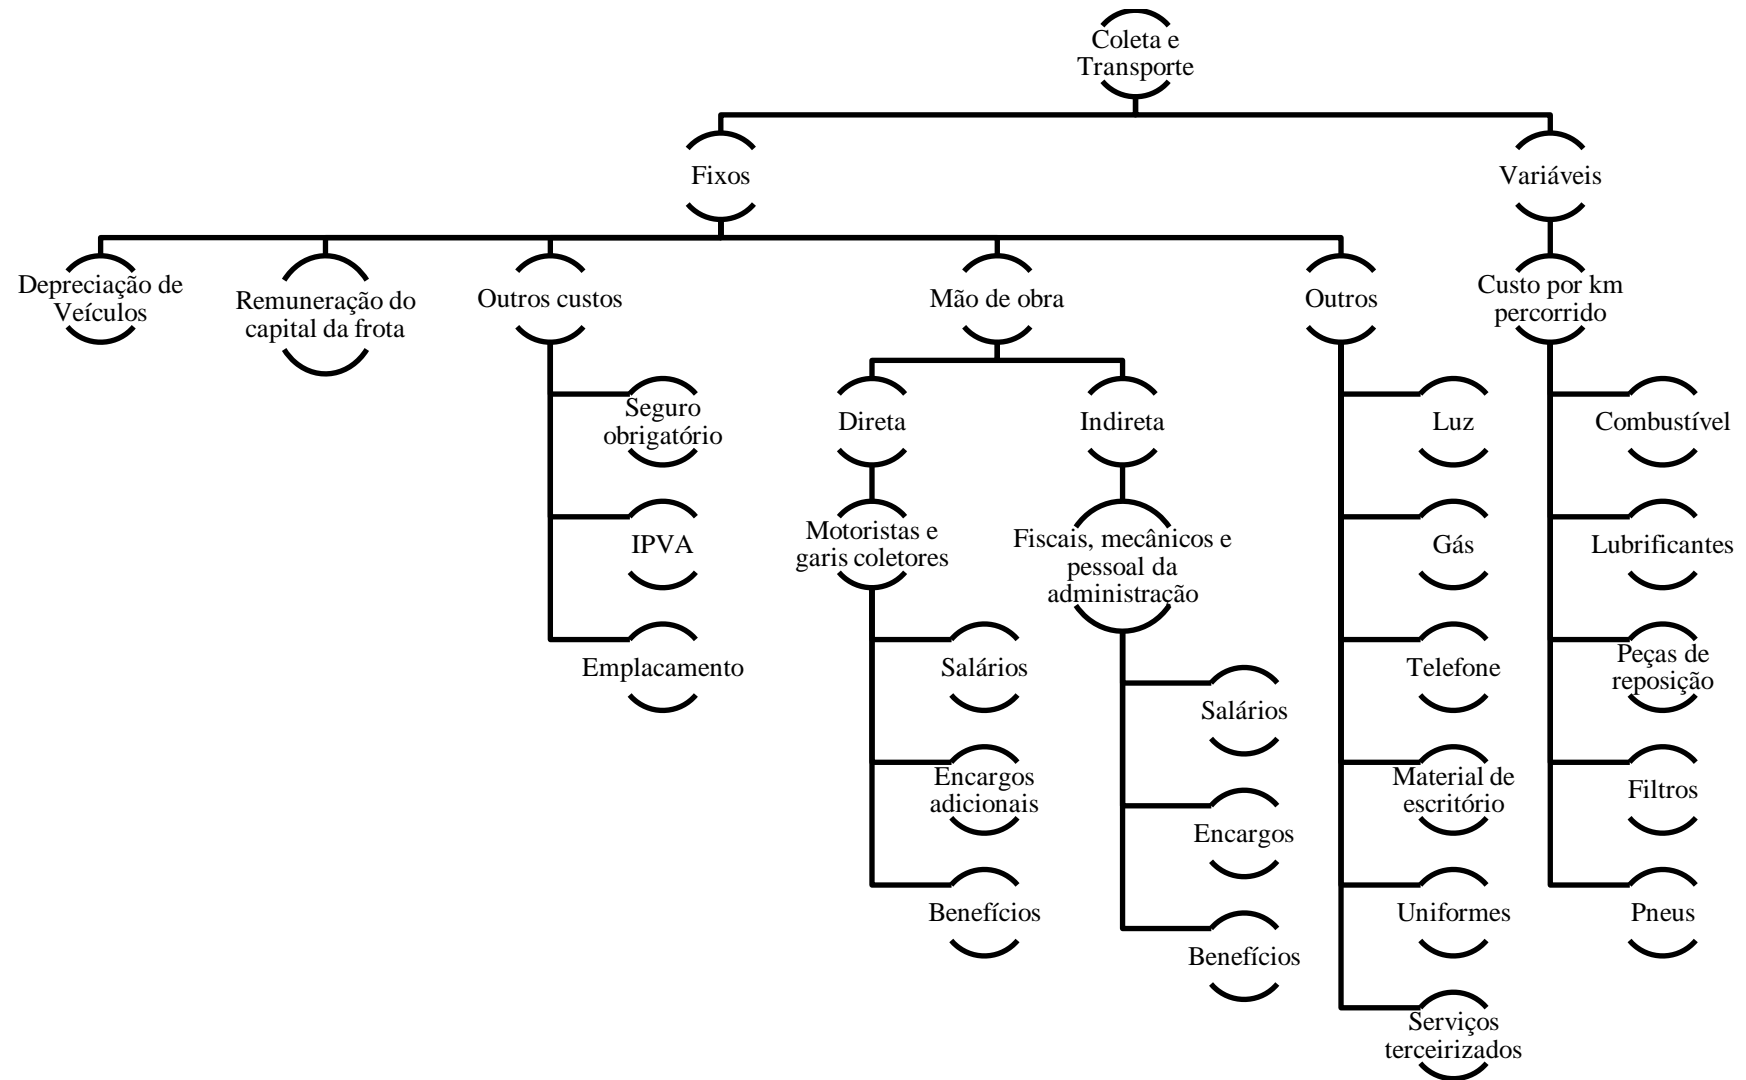 Coleta e
Transporte
Fixos
Variáveis
Depreciação de
Veículos
Remuneração do
capital da frota
Outros custos
Mão de obra
Outros
Custo por km
percorrido
Seguro
obrigatório
IPVA
Emplacamento
Direta
Indireta
Motoristas e
garis coletores
Fiscais, mecânicos e
pessoal da
administração
Salários
Encargos
adicionais
Benefícios
Salários
Encargos
Benefícios
Luz
Gás
Telefone
Material de
escritório
Uniformes
Serviços
terceirizados
Combustível
Lubrificantes
Peças de
reposição
Filtros
Pneus